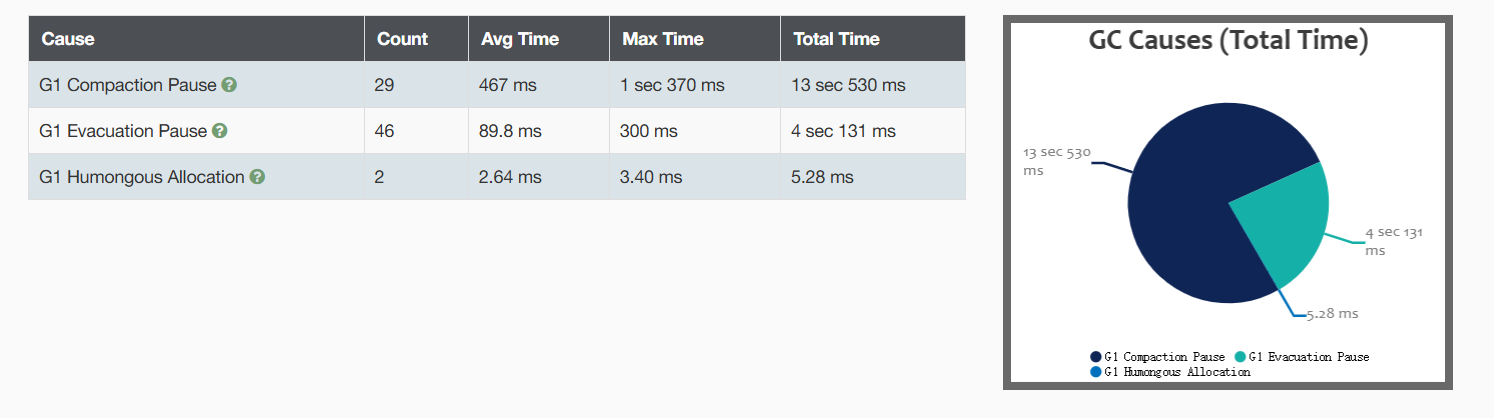 Cause Count Avg Time Max Time Total Time
G1 Compaction Pause ? 29 467 ms 1 sec 370 ms 13 sec 530 ms
G1 Evacuation Pause ? 46 89.8 ms 300 ms 4 sec 131 ms
G1 Humongous Allocation ? 2 2.64 ms 3.40 ms 5.28 ms
GC Causes (Total Time)
13 sec 530
ms
4 sec 131
ms
5.28 ms
G1 Compaction Pause G1 Evacuation Pause
G1 Humongous Allocation